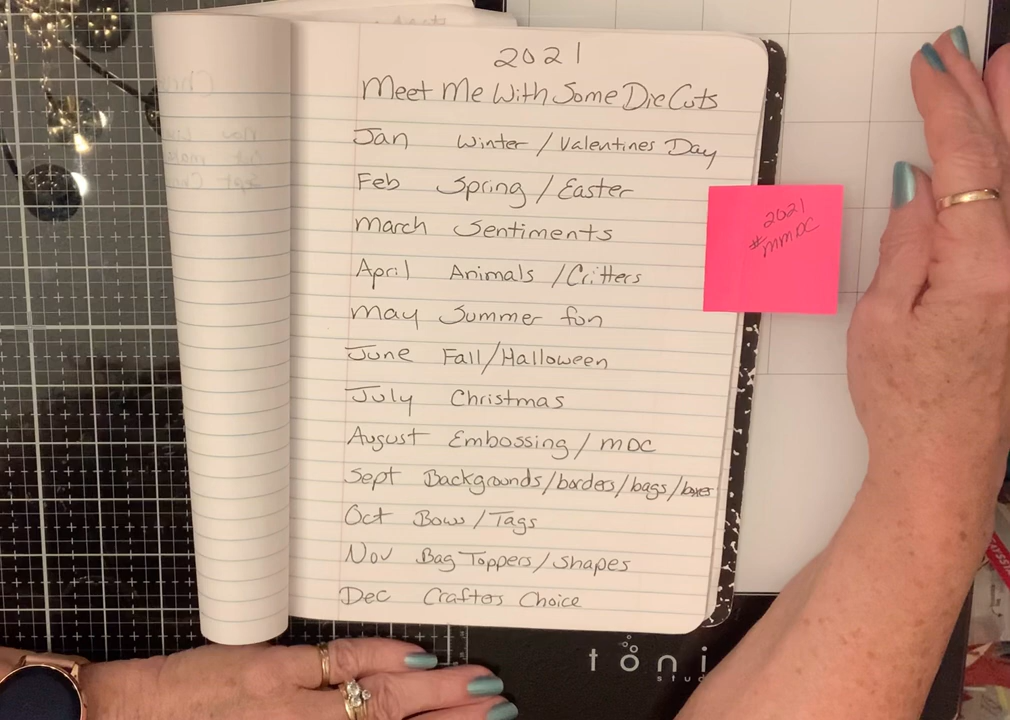 2021
Meet Me With Some Die Cuts
Jan Winter / Valentines Day
Feb Spring / Easter
March Sentiments
April Animals / Critters
May Summer fun
June Fall/Halloween
July Christmas
August Embossing / MDC
Sept Backgrounds/borders/bags/boxes
Oct Bows / Tags
Nov Bag Toppers / shapes
Dec Crafters Choice
2021
#MMDC
töni
stud